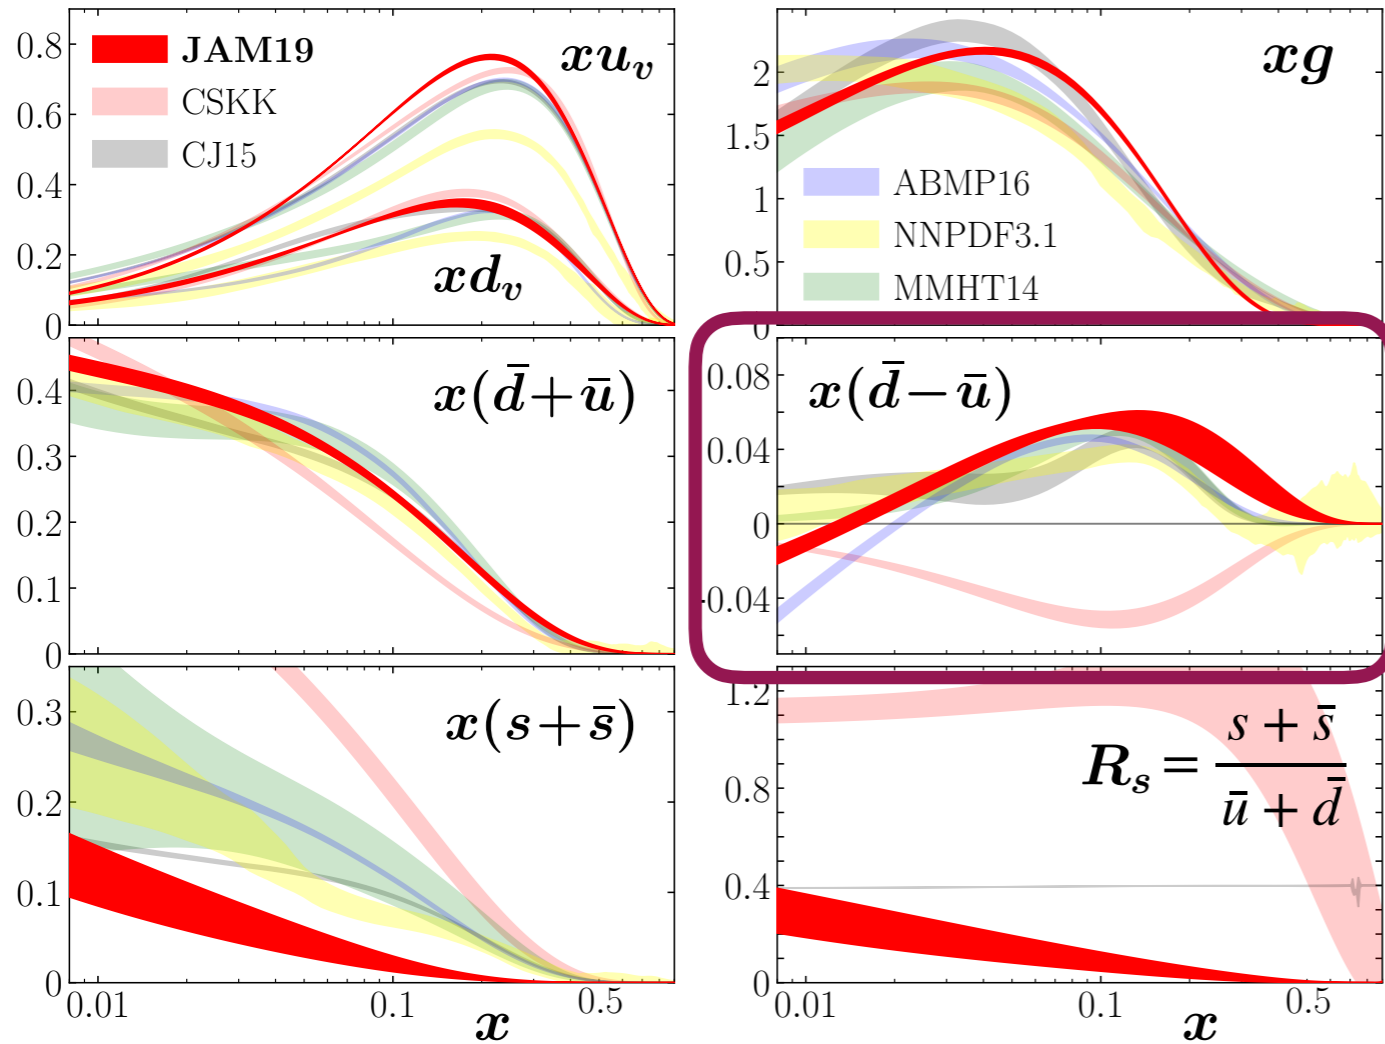 0.8
0.6
0.4
0.2
0
JAM19
CSKK
CJ15
xu_v
xd_v
2
1.5
1
0.5
0
xg
ABMP16
NNPDF3.1
MMHT14
0.4
0.3
0.2
0.1
0
x(d̄+ū)
0.08
0.04
0
-0.04
x(d̄−ū)
0.3
0.2
0.1
0
x(s+s̄)
0.01 0.1 0.5
x
1.2
0.8
0.4
0
R_s = (s + s̄)/(ū + d̄)
0.01 0.1 0.5
x